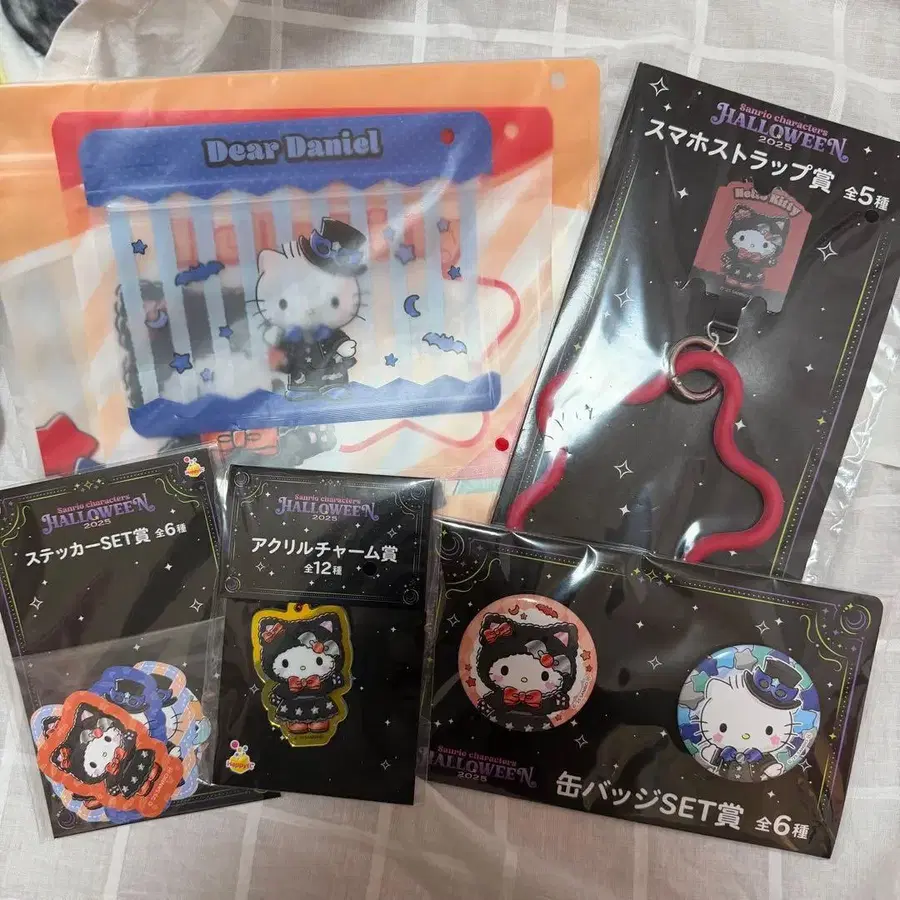 Dear Daniel
Sanrio characters
HALLOWEEN
2025
スマホストラップ賞 全5種
Hello Kitty
Sanrio characters
HALLOWEEN
2025
ステッカーSET賞 全6種
Sanrio characters
HALLOWEEN
2025
アクリルチャーム賞
全12種
Sanrio characters
HALLOWEEN
2025
缶バッジSET賞 全6種